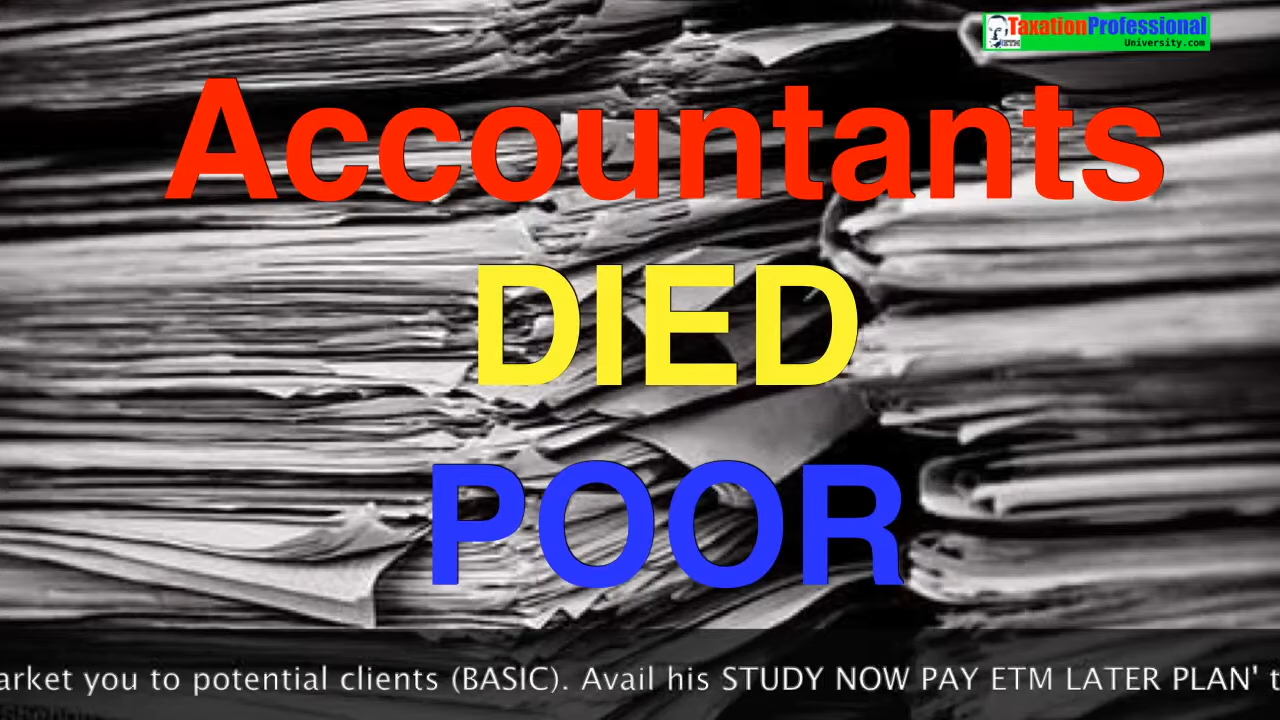 TaxationProfessional
ETM
University.com
Accountants
DIED
POOR
arket you to potential clients (BASIC). Avail his STUDY NOW PAY ETM LATER PLAN' t